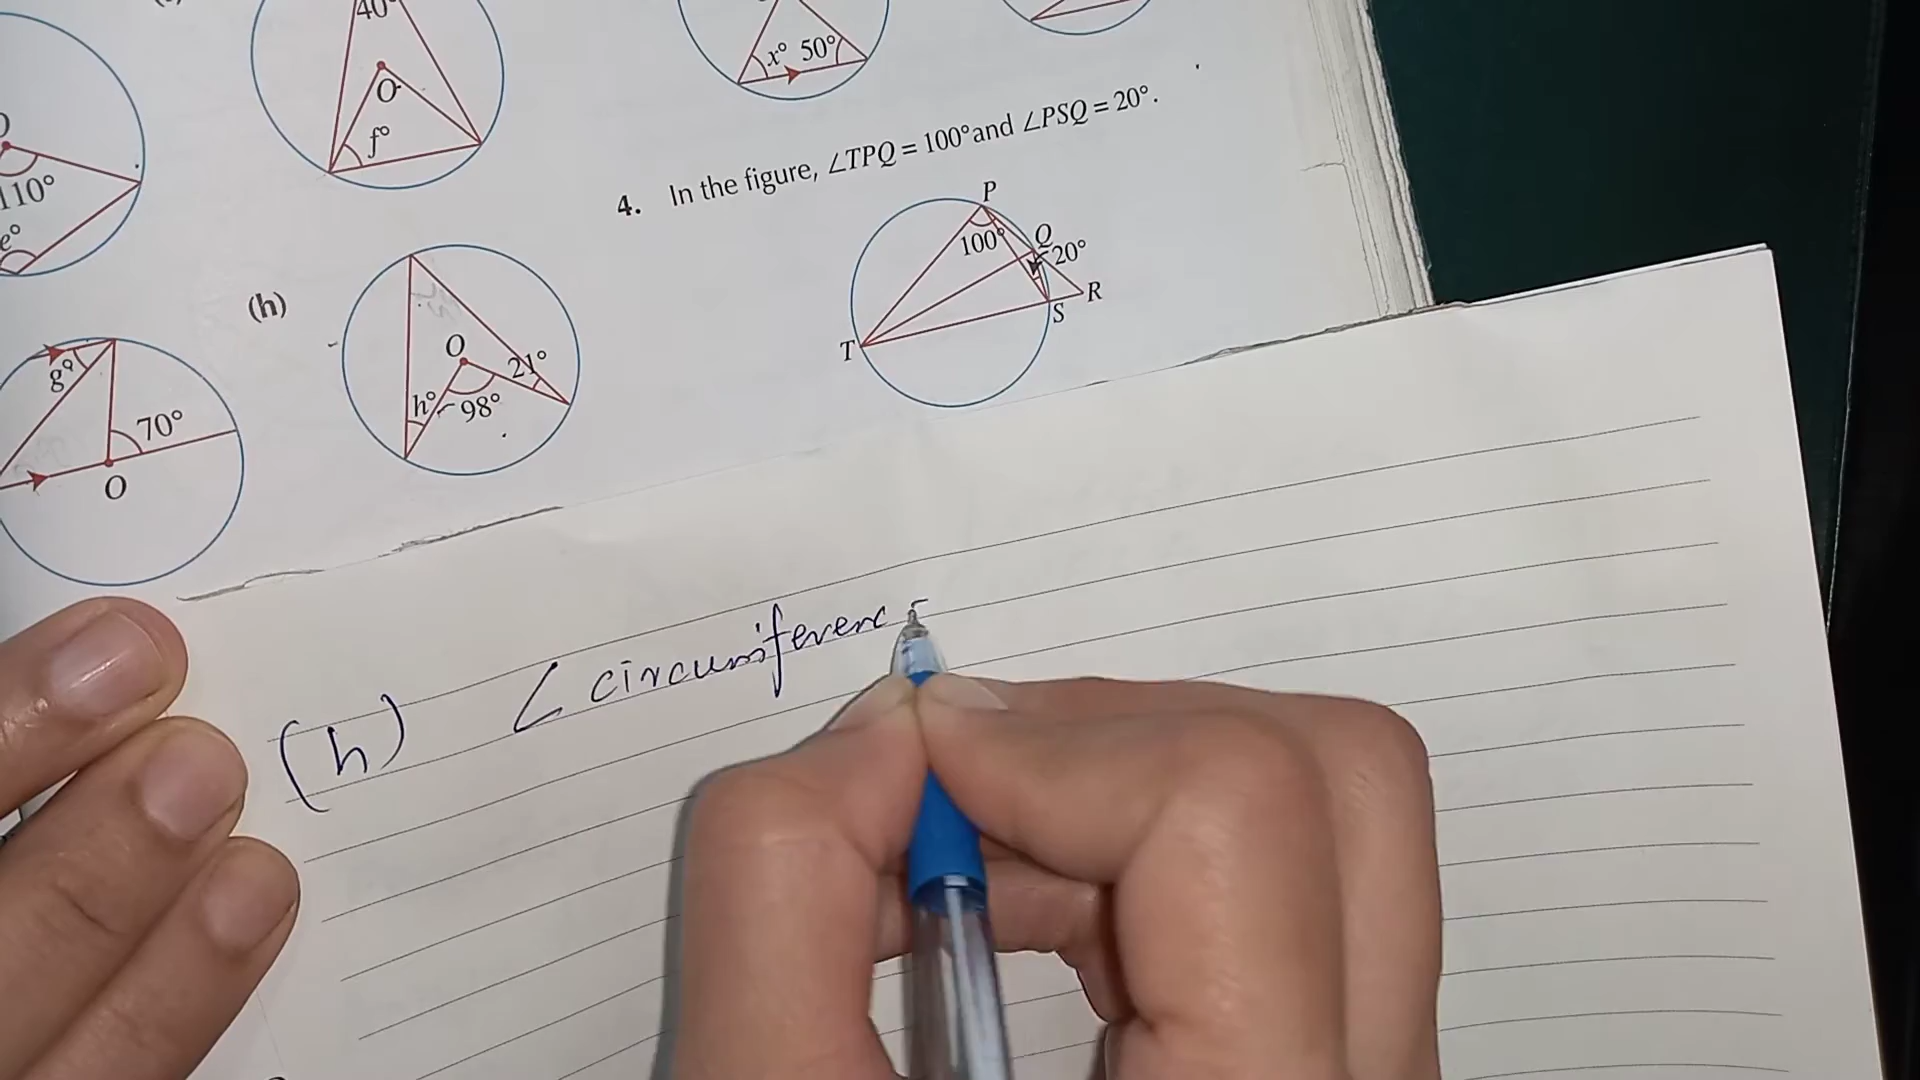 40°
x° 50°
O
O
f°
110°
e°
4. In the figure, ∠TPQ = 100° and ∠PSQ = 20°.
P
100°
Q
20°
R
S
T
(h)
O
21°
h°
98°
g°
70°
O
(h) ∠ circumferenc